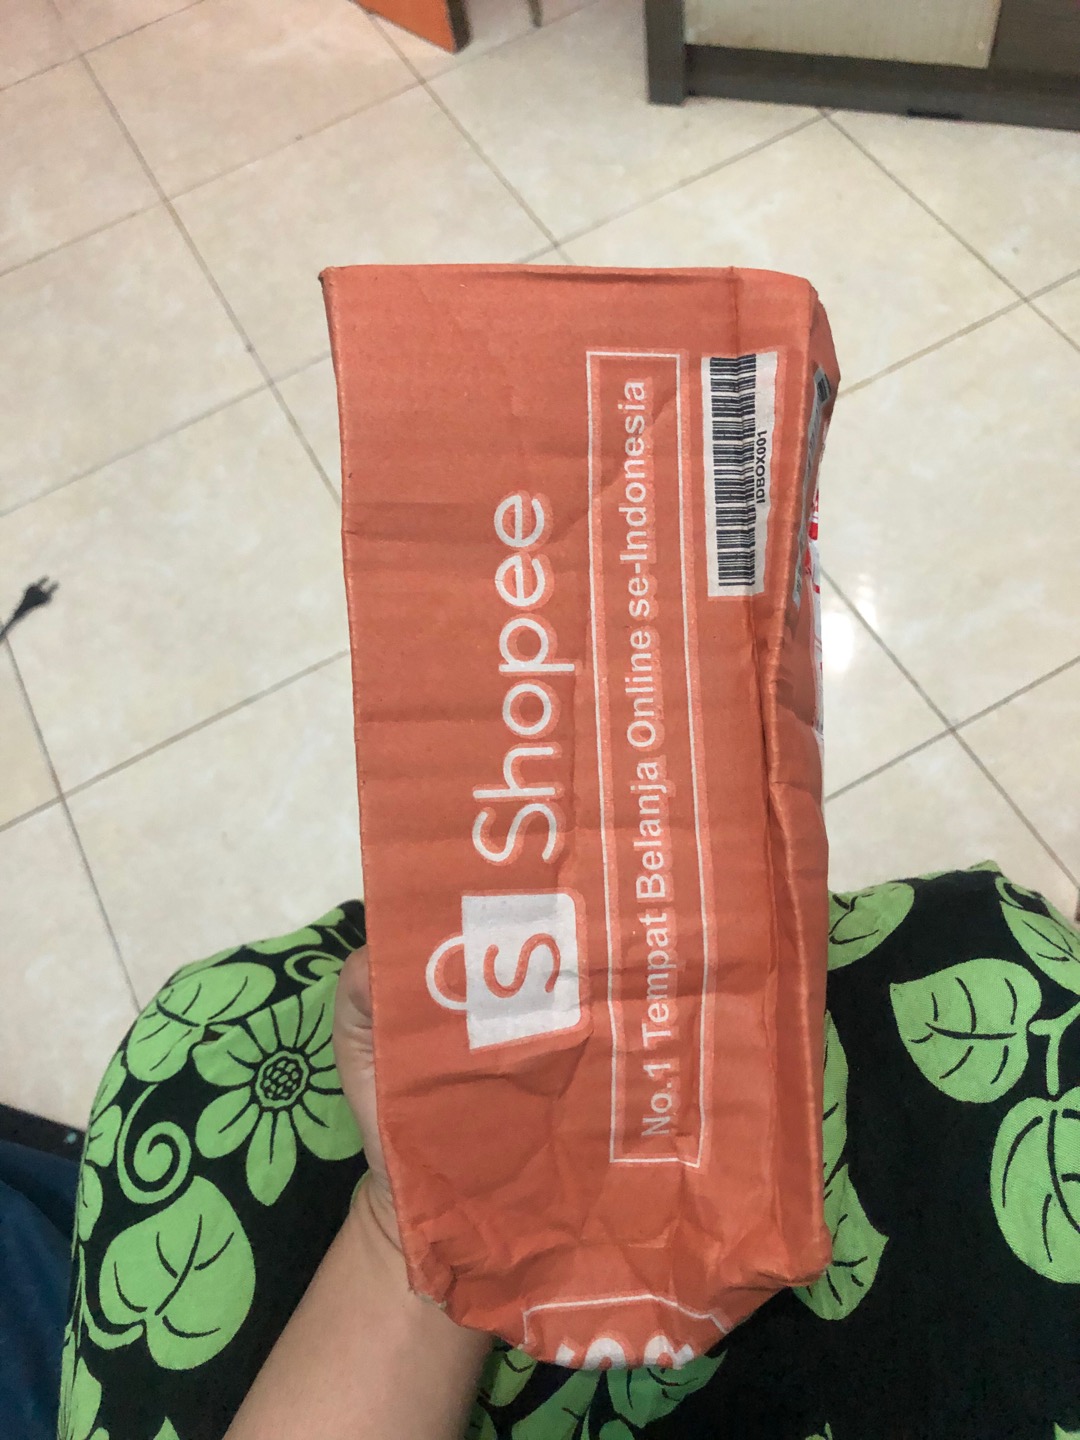 Shopee
No.1 Tempat Belanja Online se-Indonesia
IDBOX001